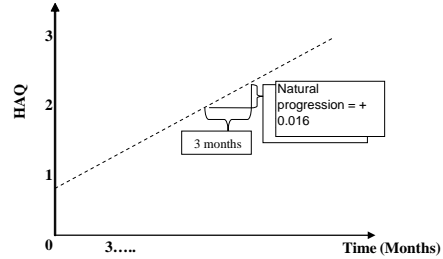 3
HAQ
2
1
0
Natural
progression = +
0.016
3 months
3…..
Time (Months)